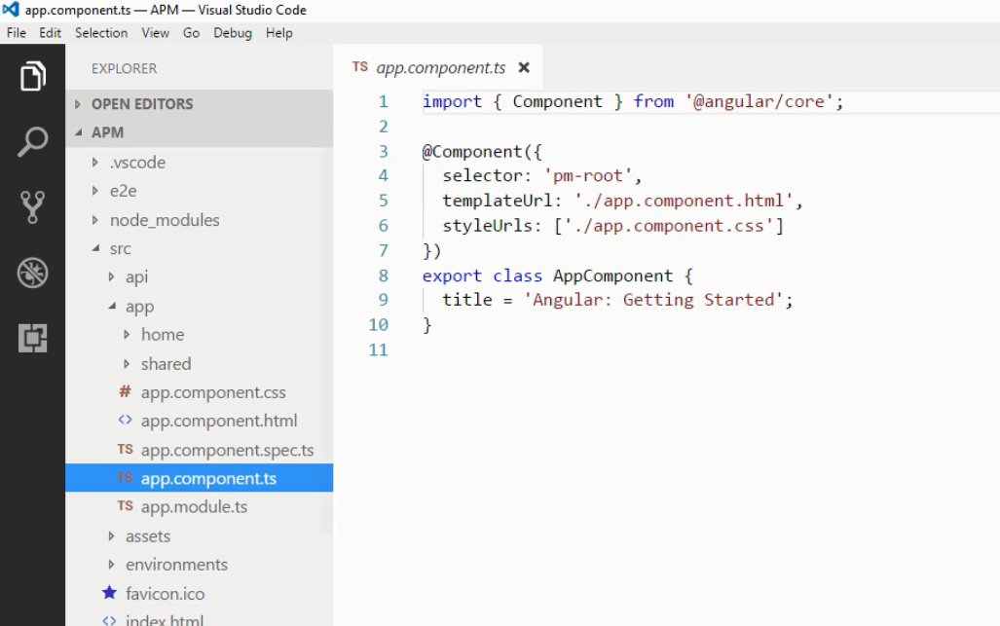 app.component.ts — APM — Visual Studio Code
File Edit Selection View Go Debug Help
EXPLORER
OPEN EDITORS
APM
.vscode
e2e
node_modules
src
api
app
home
shared
# app.component.css
<> app.component.html
TS app.component.spec.ts
TS app.component.ts
TS app.module.ts
assets
environments
favicon.ico
<> index.html
TS app.component.ts ×
1 import { Component } from '@angular/core';
2
3 @Component({
4 selector: 'pm-root',
5 templateUrl: './app.component.html',
6 styleUrls: ['./app.component.css']
7 })
8 export class AppComponent {
9 title = 'Angular: Getting Started';
10 }
11